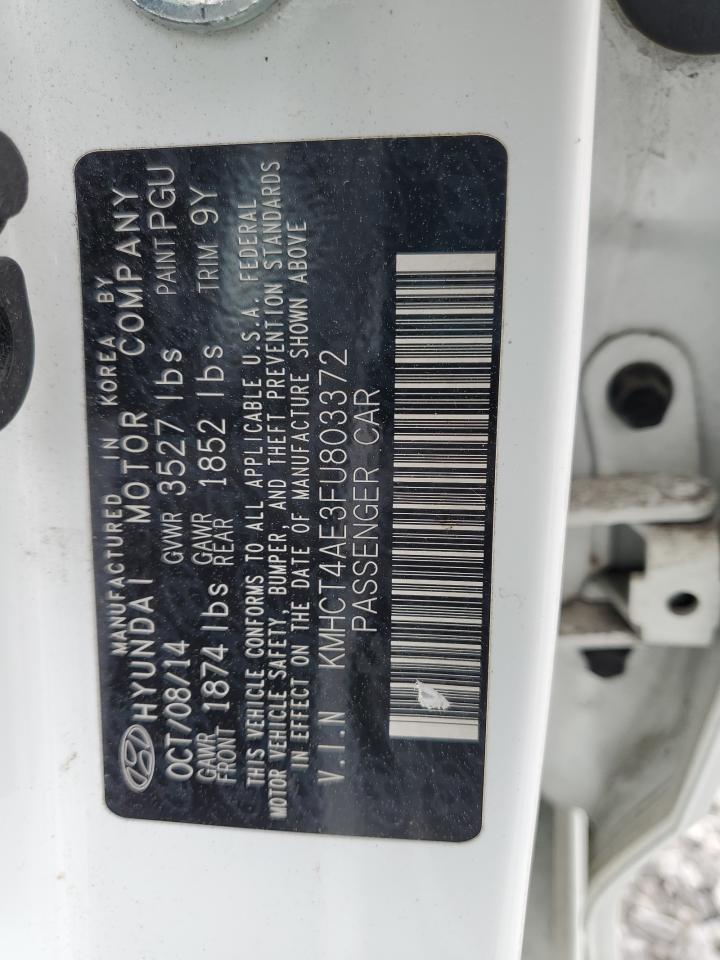 MANUFACTURED IN KOREA BY
HYUNDAI MOTOR COMPANY
OCT/08/14 GVWR 3527 lbs PAINT PGU
GAWR FRONT 1874 lbs GAWR REAR 1852 lbs TRIM 9Y
THIS VEHICLE CONFORMS TO ALL APPLICABLE U.S.A. FEDERAL
MOTOR VEHICLE SAFETY, BUMPER, AND THEFT PREVENTION STANDARDS
IN EFFECT ON THE DATE OF MANUFACTURE SHOWN ABOVE
V.I.N KMHCT4AE3FU803372
PASSENGER CAR